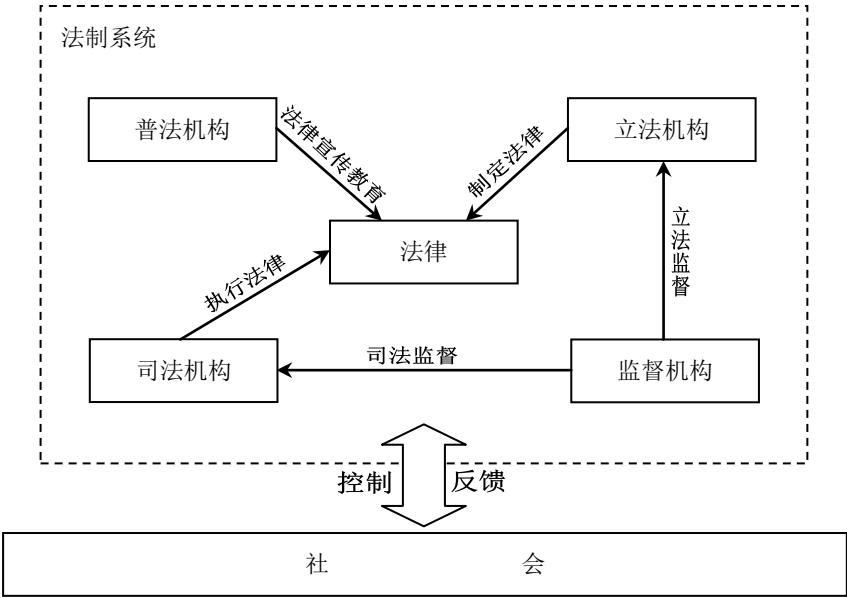 法制系统
普法机构
立法机构
法律宣传教育
制定法律
法律
立法监督
执行法律
司法机构
司法监督
监督机构
控制
反馈
社会